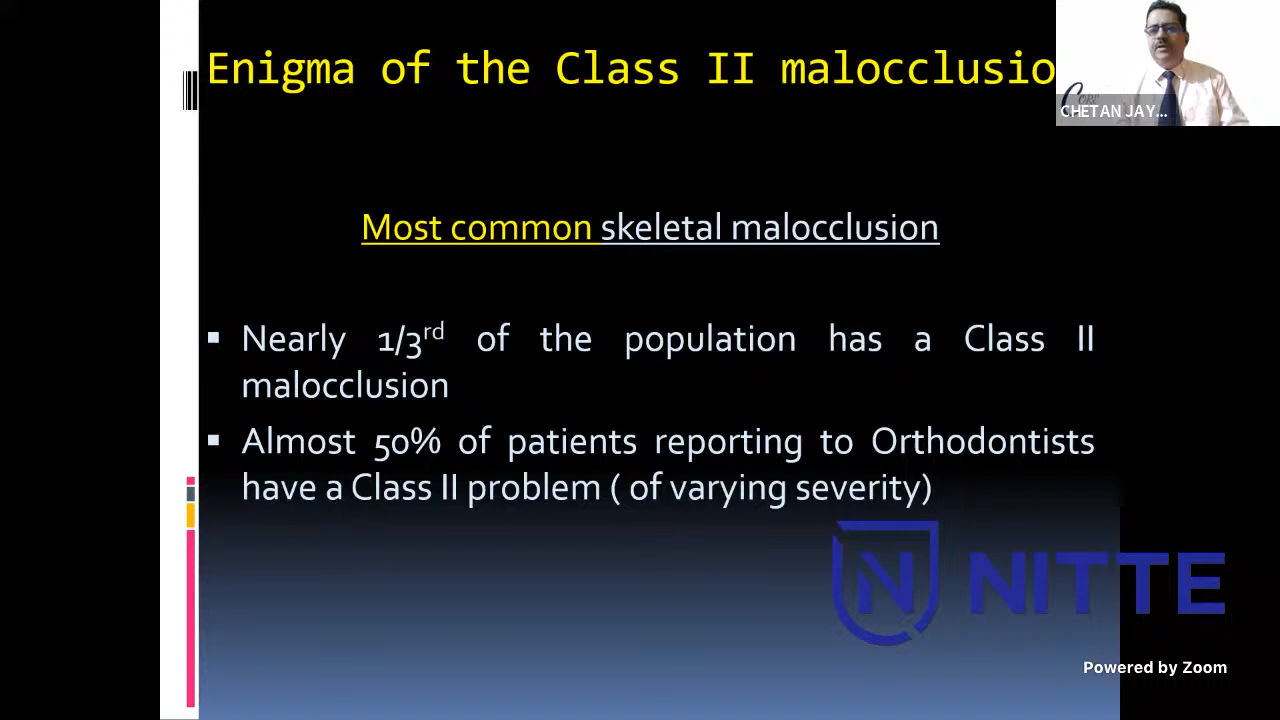 Enigma of the Class II malocclusio
CHETAN JAY...
Most common skeletal malocclusion
▪ Nearly 1/3rd of the population has a Class II
malocclusion
▪ Almost 50% of patients reporting to Orthodontists
have a Class II problem ( of varying severity)
N NITTE
Powered by Zoom